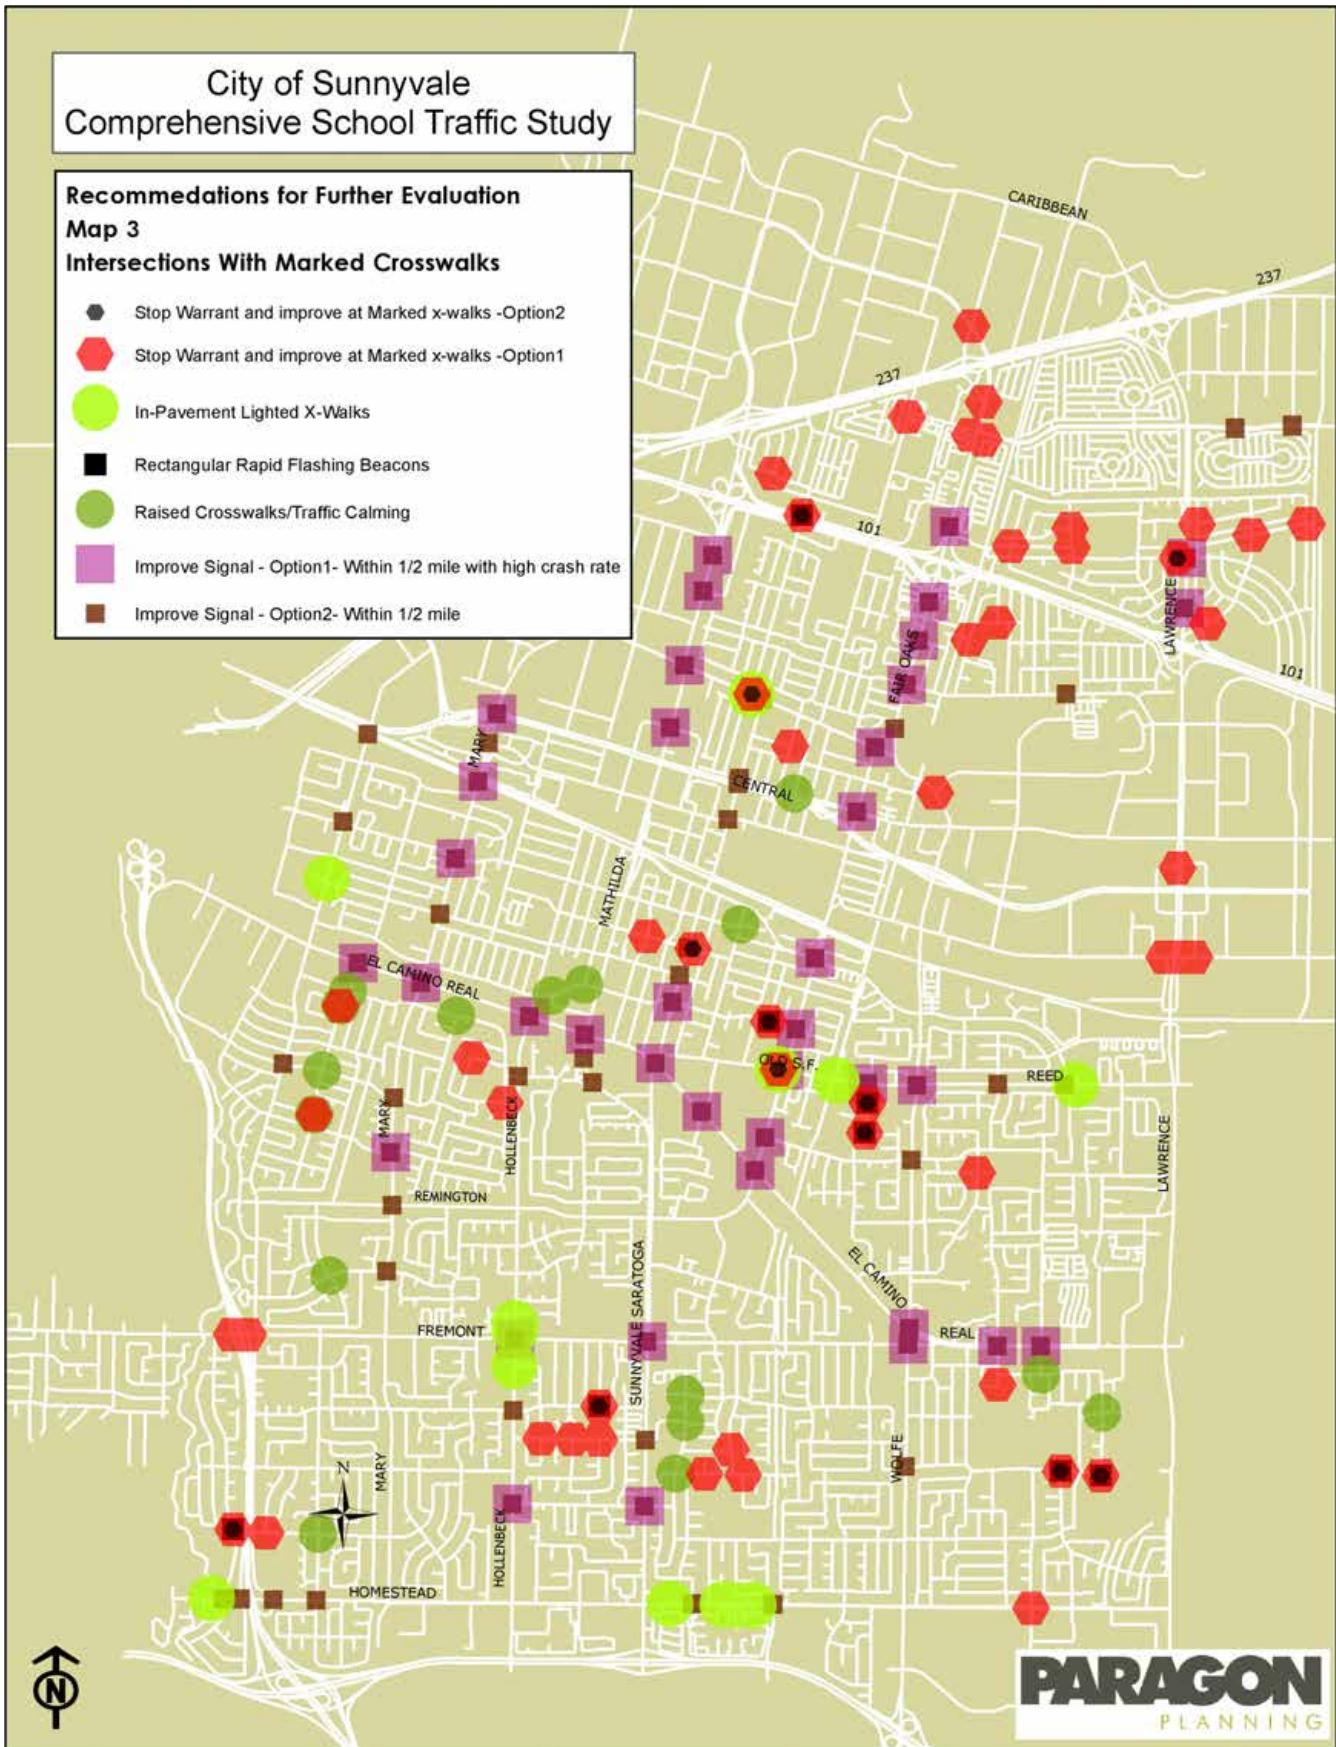 City of Sunnyvale
Comprehensive School Traffic Study
Recommedations for Further Evaluation
Map 3
Intersections With Marked Crosswalks
Stop Warrant and improve at Marked x-walks -Option2
Stop Warrant and improve at Marked x-walks -Option1
In-Pavement Lighted X-Walks
Rectangular Rapid Flashing Beacons
Raised Crosswalks/Traffic Calming
Improve Signal - Option1- Within 1/2 mile with high crash rate
Improve Signal - Option2- Within 1/2 mile
CARIBBEAN
237
237
101
LAWRENCE
FAIR OAKS
101
MARY
CENTRAL
MATHILDA
EL CAMINO REAL
OLD S.F.
REED
MARY
HOLLENBECK
LAWRENCE
REMINGTON
SUNNYVALE SARATOGA
EL CAMINO
FREMONT
REAL
WOLFE
MARY
N
HOLLENBECK
HOMESTEAD
N
PARAGON
PLANNING